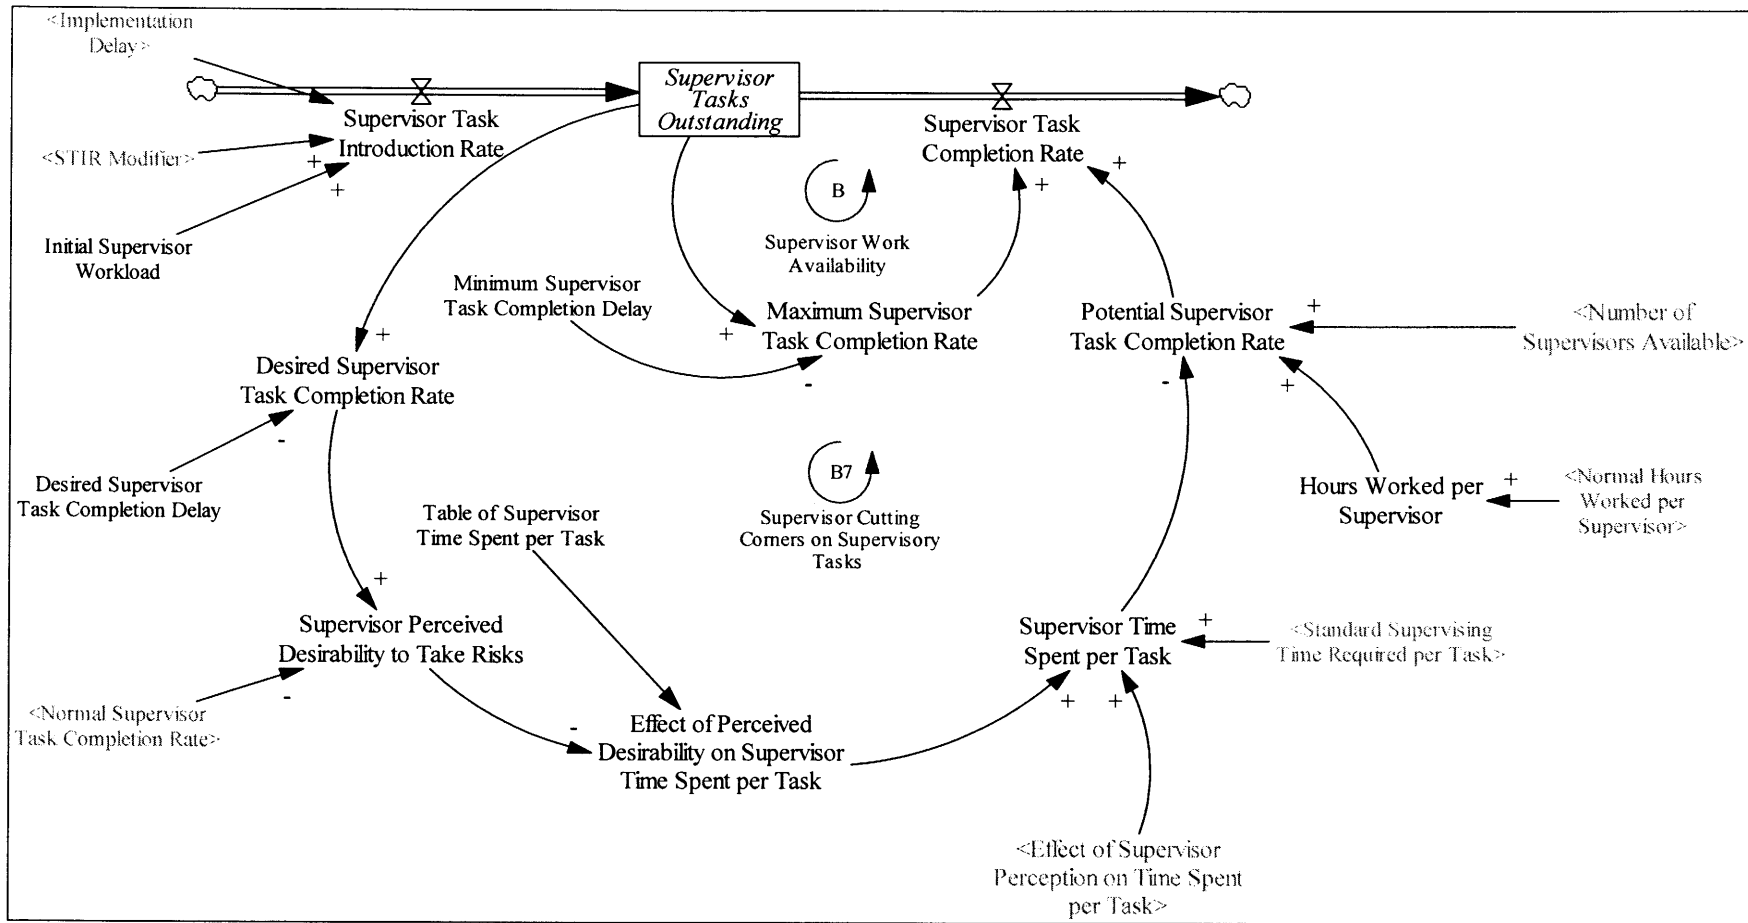 <Implementation
Delay>
Supervisor
Tasks
Outstanding
Supervisor Task
Introduction Rate
<STIR Modifier>
+
+
Initial Supervisor
Workload
Supervisor Task
Completion Rate
+
+
B
Supervisor Work
Availability
Minimum Supervisor
Task Completion Delay
Maximum Supervisor
Task Completion Rate
+
-
Potential Supervisor
Task Completion Rate
+
-
+
<Number of
Supervisors Available>
+
Desired Supervisor
Task Completion Rate
-
Desired Supervisor
Task Completion Delay
B7
Supervisor Cutting
Corners on Supervisory
Tasks
Hours Worked per
Supervisor
+
<Normal Hours
Worked per
Supervisor>
Table of Supervisor
Time Spent per Task
+
Supervisor Perceived
Desirability to Take Risks
-
<Normal Supervisor
Task Completion Rate>
Supervisor Time
Spent per Task
+
<Standard Supervising
Time Required per Task>
+
+
-
Effect of Perceived
Desirability on Supervisor
Time Spent per Task
<Effect of Supervisor
Perception on Time Spent
per Task>